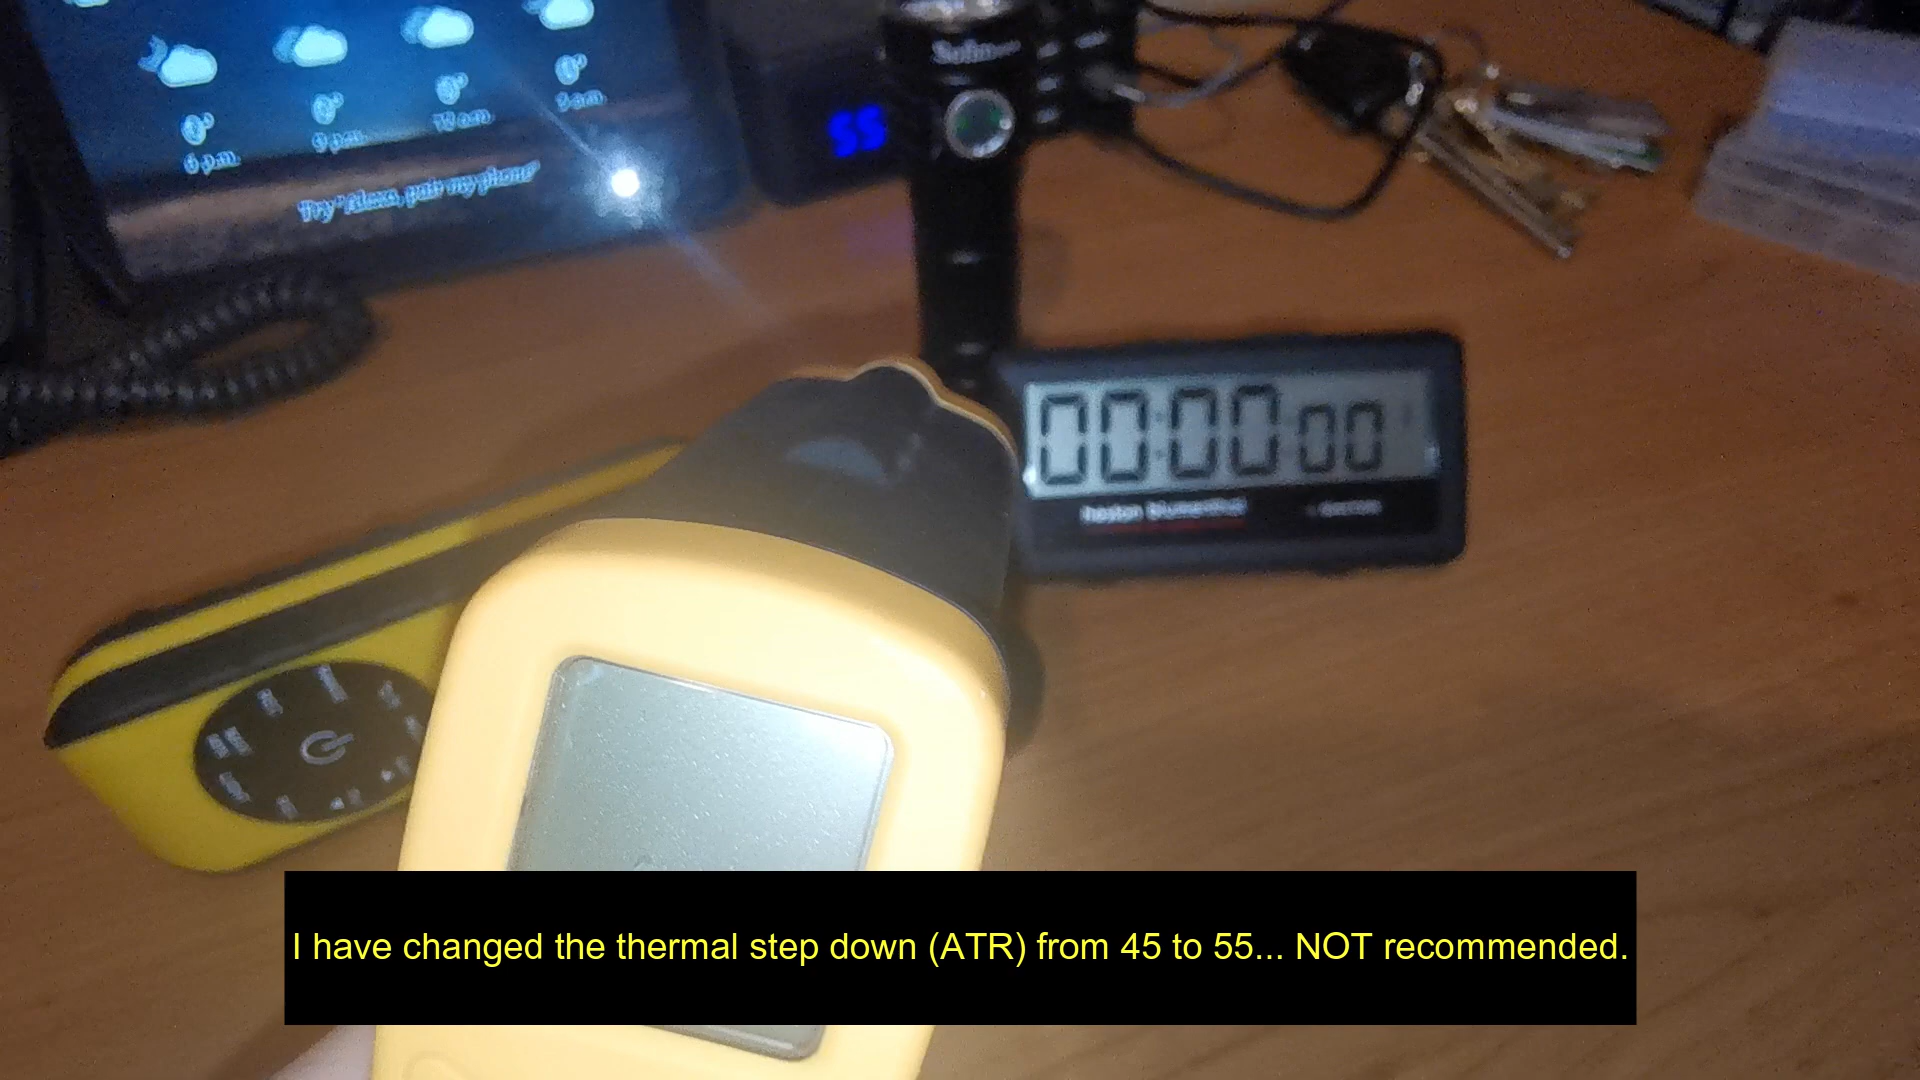 0°
0°
0°
0°
6 p.m.
9 p.m.
12 a.m.
3 a.m.
Try "Alexa, pair my phone"
55
Sofirn
00:00 00
heston blumenthal
I have changed the thermal step down (ATR) from 45 to 55... NOT recommended.